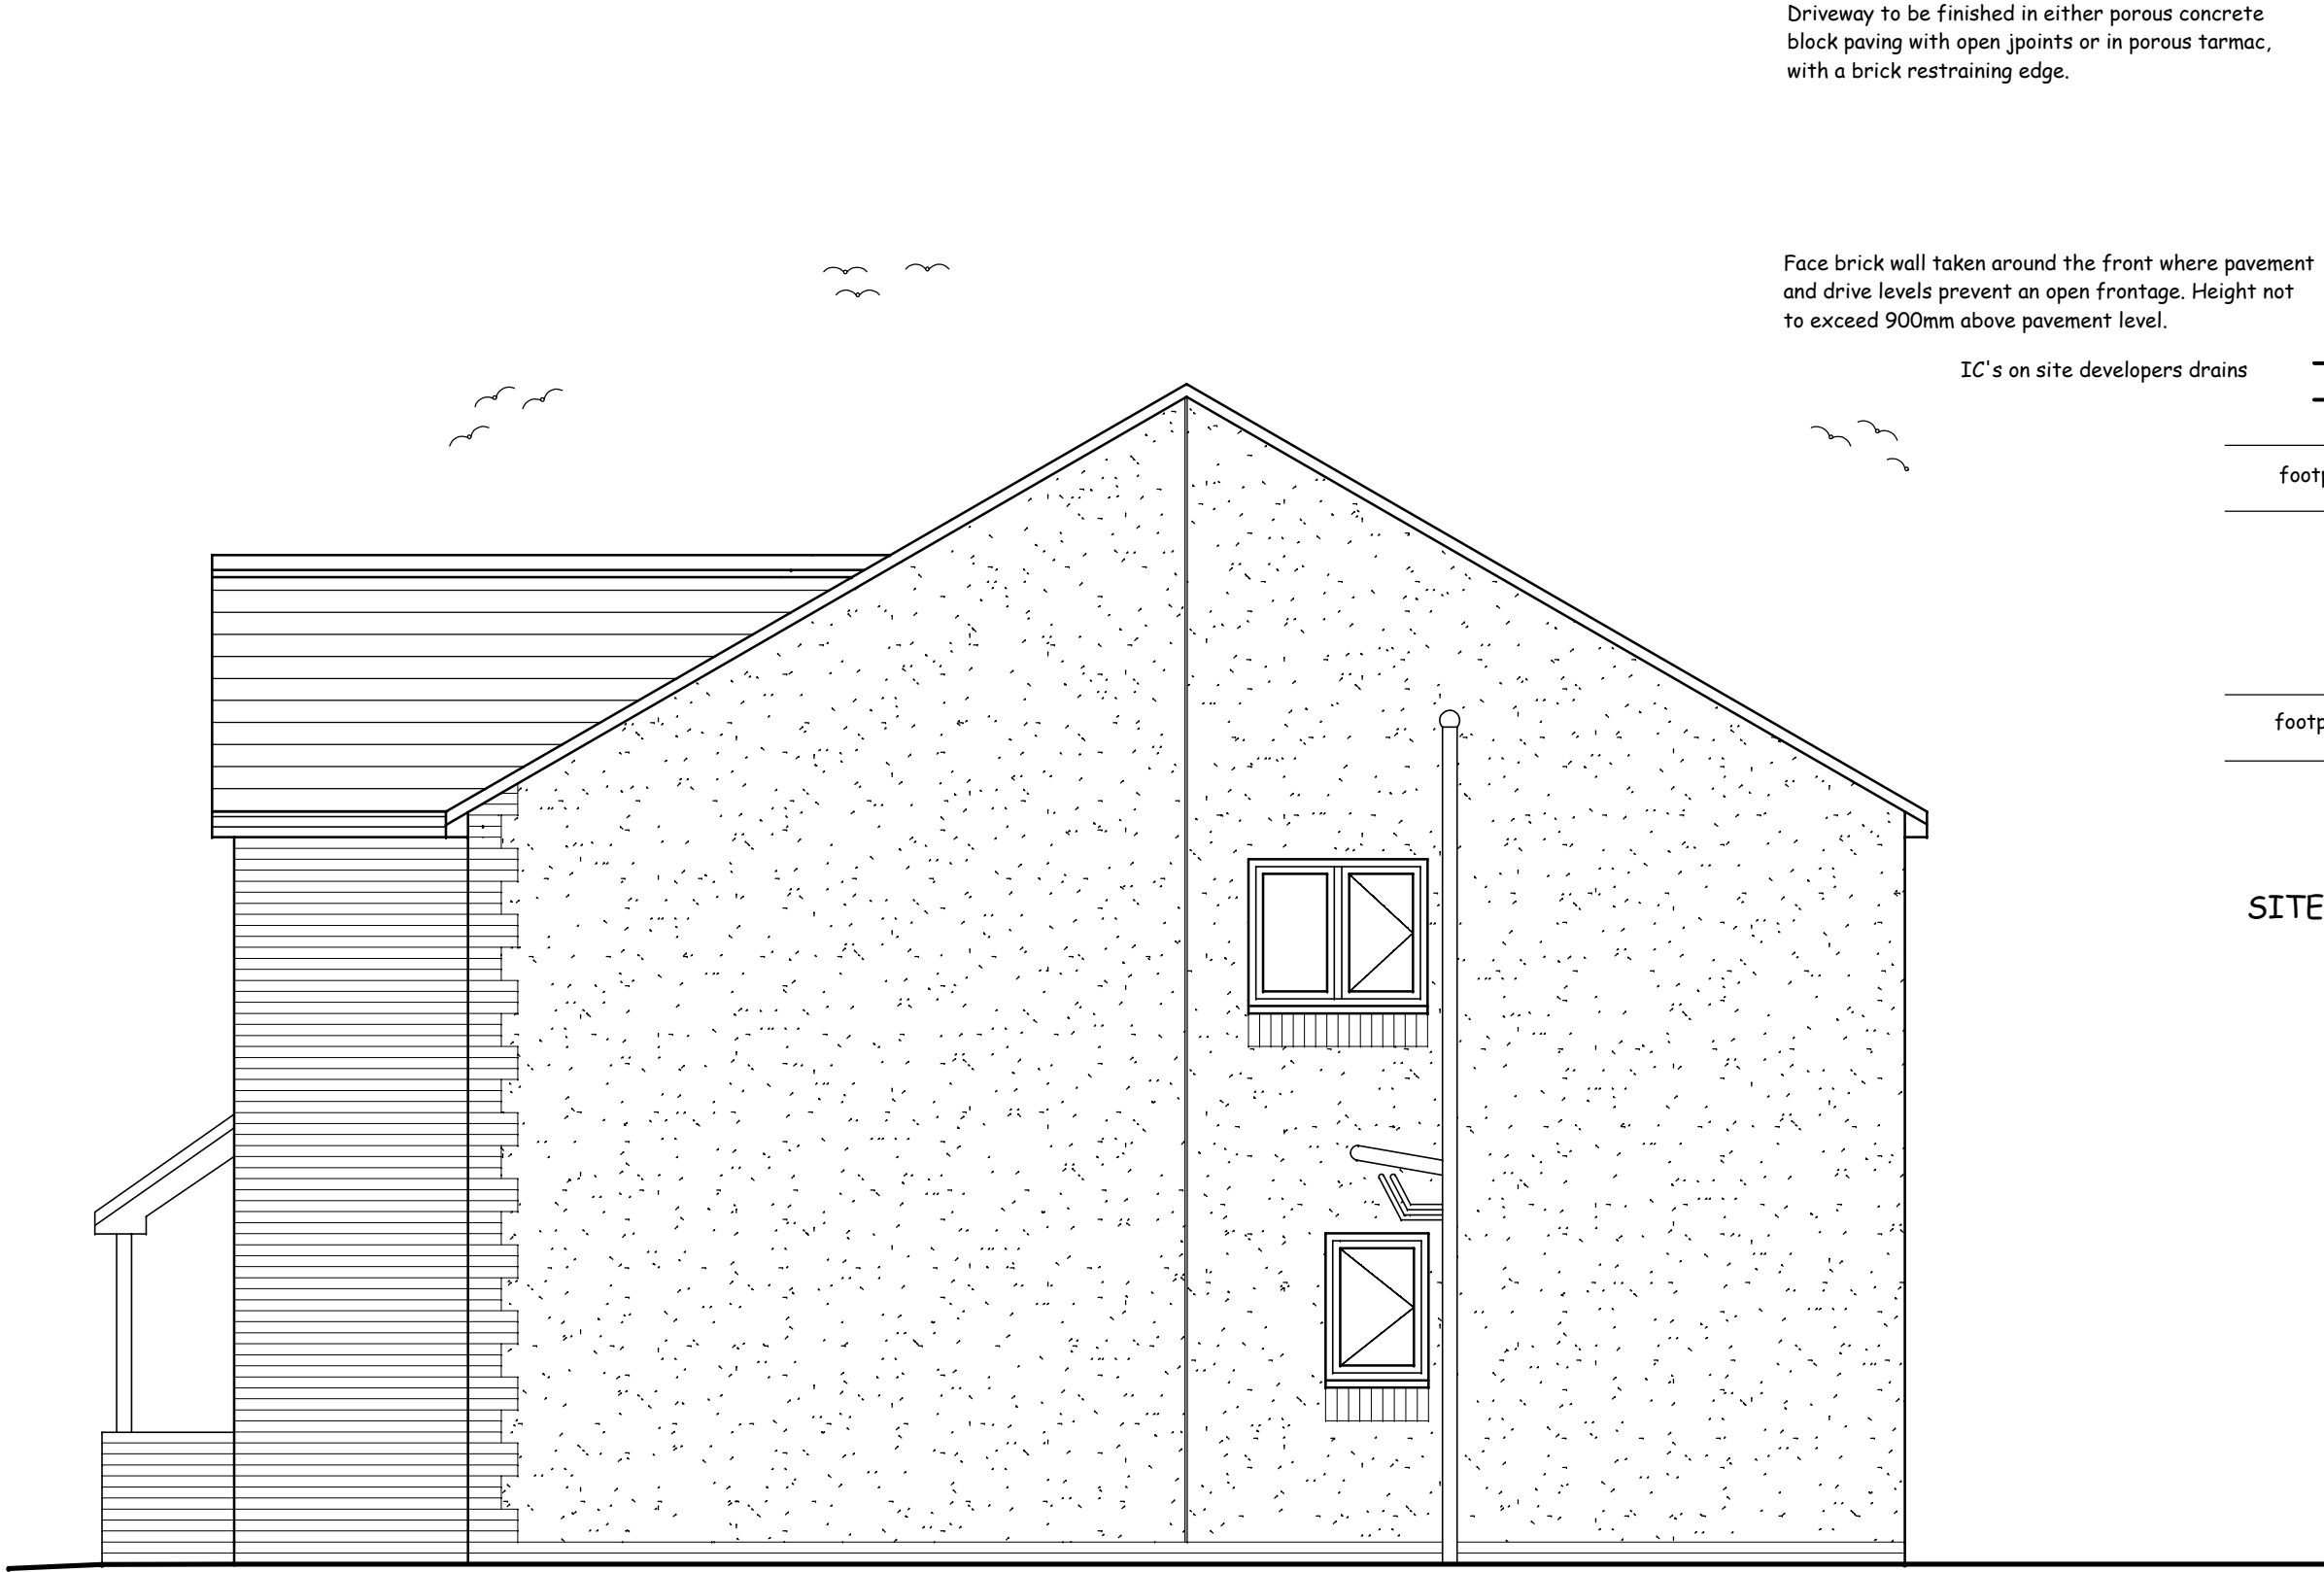 Driveway to be finished in either porous concrete
block paving with open jpoints or in porous tarmac,
with a brick restraining edge.
Face brick wall taken around the front where pavement
and drive levels prevent an open frontage. Height not
to exceed 900mm above pavement level.
IC's on site developers drains
footp
footp
SITE